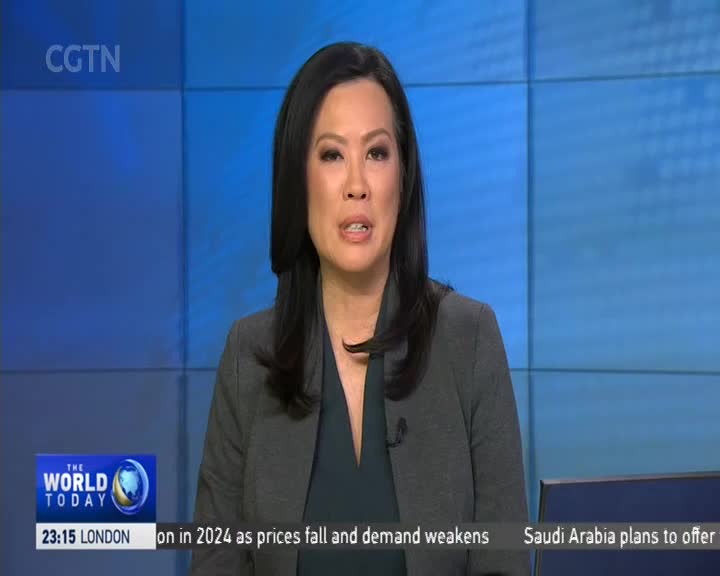 CGTN
THE
WORLD
TODAY
23:15 LONDON
on in 2024 as prices fall and demand weakens Saudi Arabia plans to offer